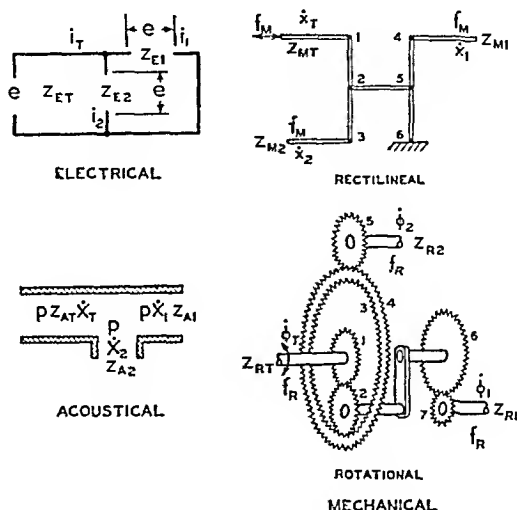 e
i_T
i_1
Z_E1
e
Z_ET
Z_E2
e
i_2
ELECTRICAL
f_M
ẋ_T
Z_MT
1
4
f_M
ẋ_1
Z_M1
2
5
f_M
Z_M2
ẋ_2
3
6
RECTILINEAL
p Z_AT Ẋ_T
p Ẋ_1 Z_A1
p
Ẋ_2
Z_A2
ACOUSTICAL
5
φ̇_2
Z_R2
f_R
3
4
φ̇_T
1
6
Z_RT
f_R
2
φ̇_1
7
Z_R1
f_R
ROTATIONAL
MECHANICAL